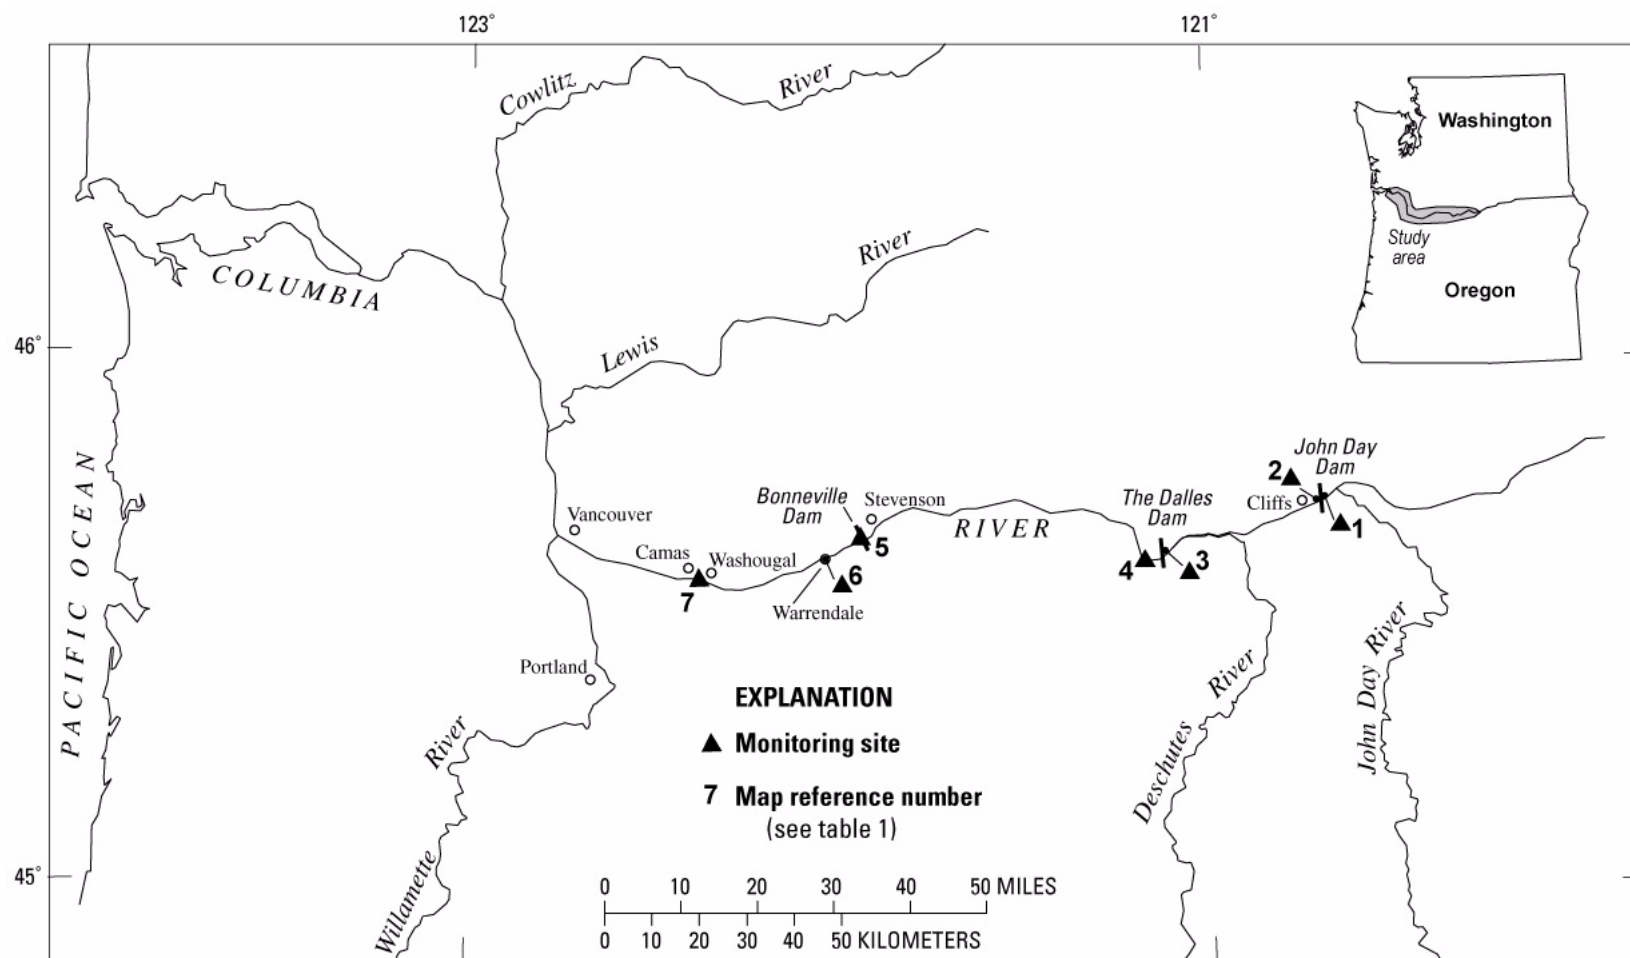 123°
121°
Cowlitz
River
Washington
Study
area
Oregon
COLUMBIA
River
Lewis
46°
PACIFIC OCEAN
John Day
Dam
2
Cliffs
1
Bonneville
Dam
Stevenson
The Dalles
Dam
RIVER
Vancouver
5
Camas
Washougal
4
3
6
7
Warrendale
Portland
River
Willamette
River
Deschutes
River
John Day
EXPLANATION
Monitoring site
7 Map reference number
(see table 1)
45°
0 10 20 30 40 50 MILES
0 10 20 30 40 50 KILOMETERS